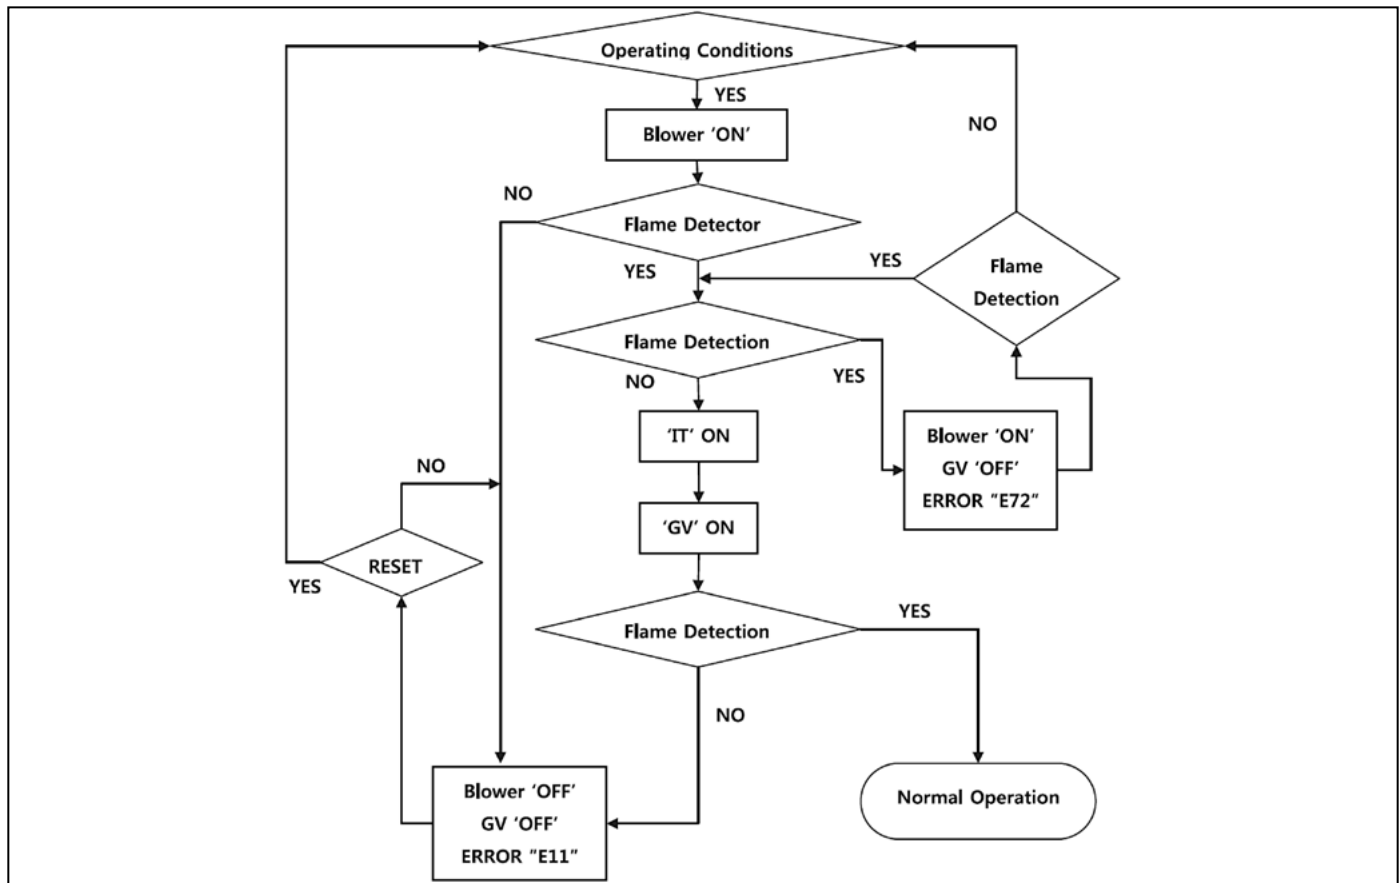 Operating Conditions
YES
Blower ‘ON’
NO
NO
Flame Detector
YES
YES
Flame
Detection
Flame Detection
NO
YES
‘IT’ ON
Blower ‘ON’
GV ‘OFF’
ERROR "E72"
NO
‘GV’ ON
RESET
YES
YES
Flame Detection
NO
Blower ‘OFF’
GV ‘OFF’
ERROR "E11"
Normal Operation